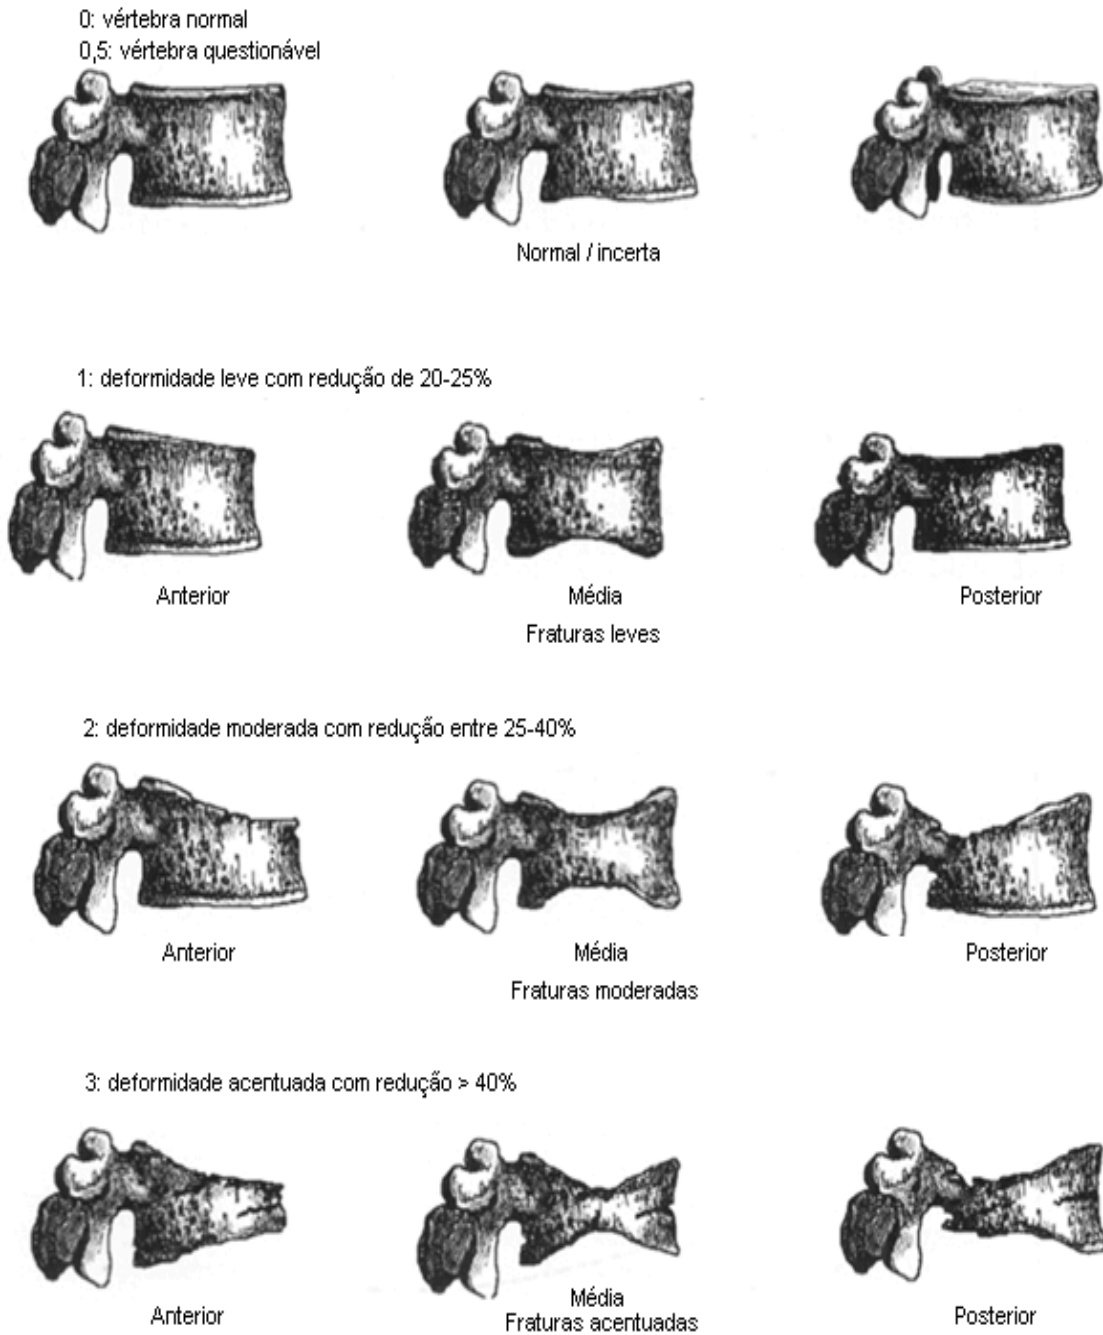 0: vértebra normal
0,5: vértebra questionável
Normal / incerta
1: deformidade leve com redução de 20-25%
Anterior
Média
Posterior
Fraturas leves
2: deformidade moderada com redução entre 25-40%
Anterior
Média
Posterior
Fraturas moderadas
3: deformidade acentuada com redução > 40%
Anterior
Média
Posterior
Fraturas acentuadas